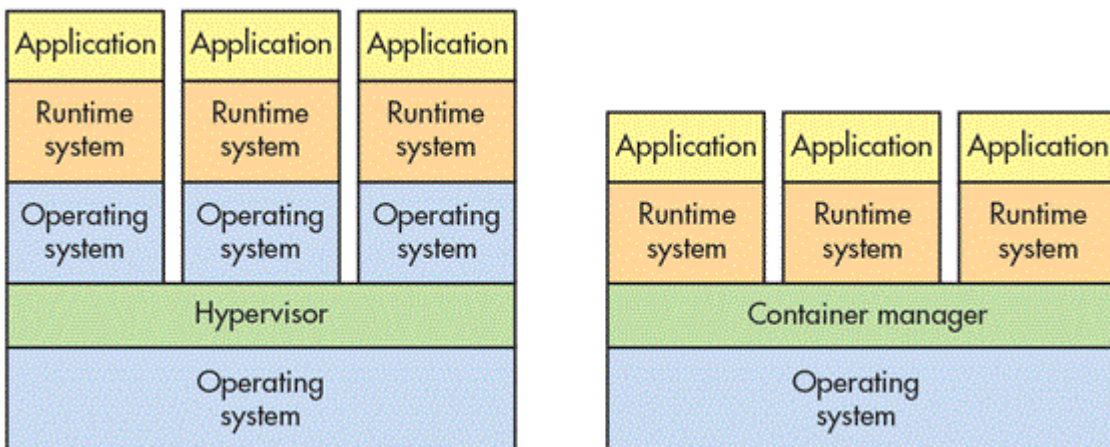 Application
Application
Application
Runtime
system
Runtime
system
Runtime
system
Operating
system
Operating
system
Operating
system
Hypervisor
Operating
system
Application
Application
Application
Runtime
system
Runtime
system
Runtime
system
Container manager
Operating
system